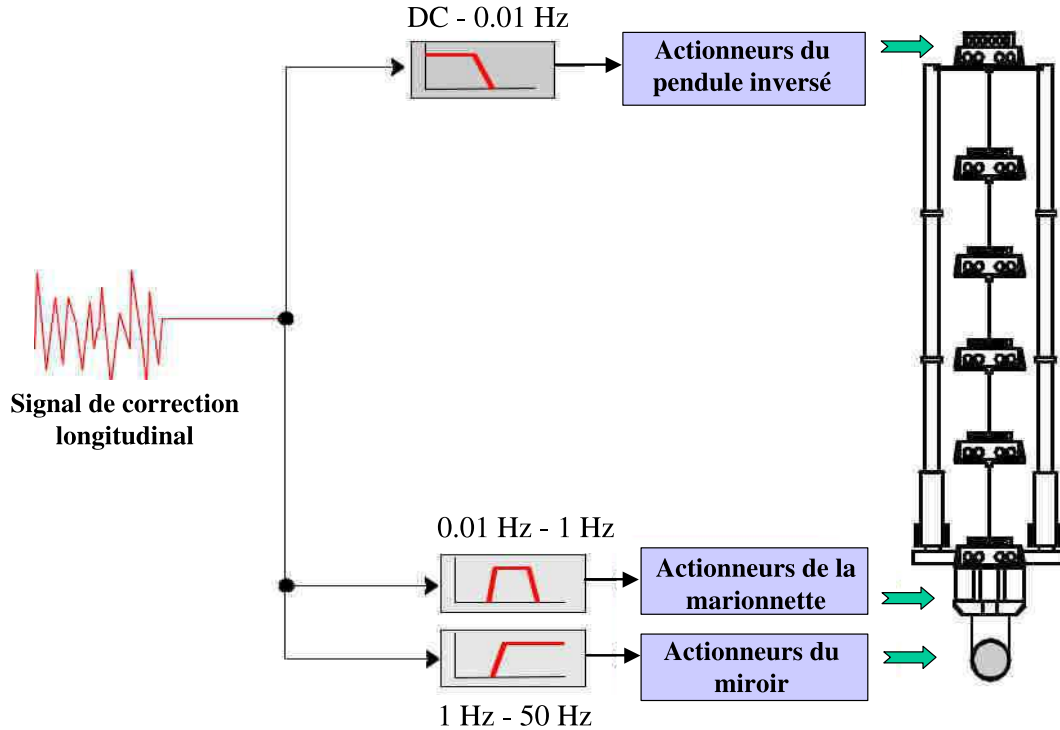 DC - 0.01 Hz
Actionneurs du
pendule inversé
Signal de correction
longitudinal
0.01 Hz - 1 Hz
Actionneurs de la
marionnette
Actionneurs du
miroir
1 Hz - 50 Hz